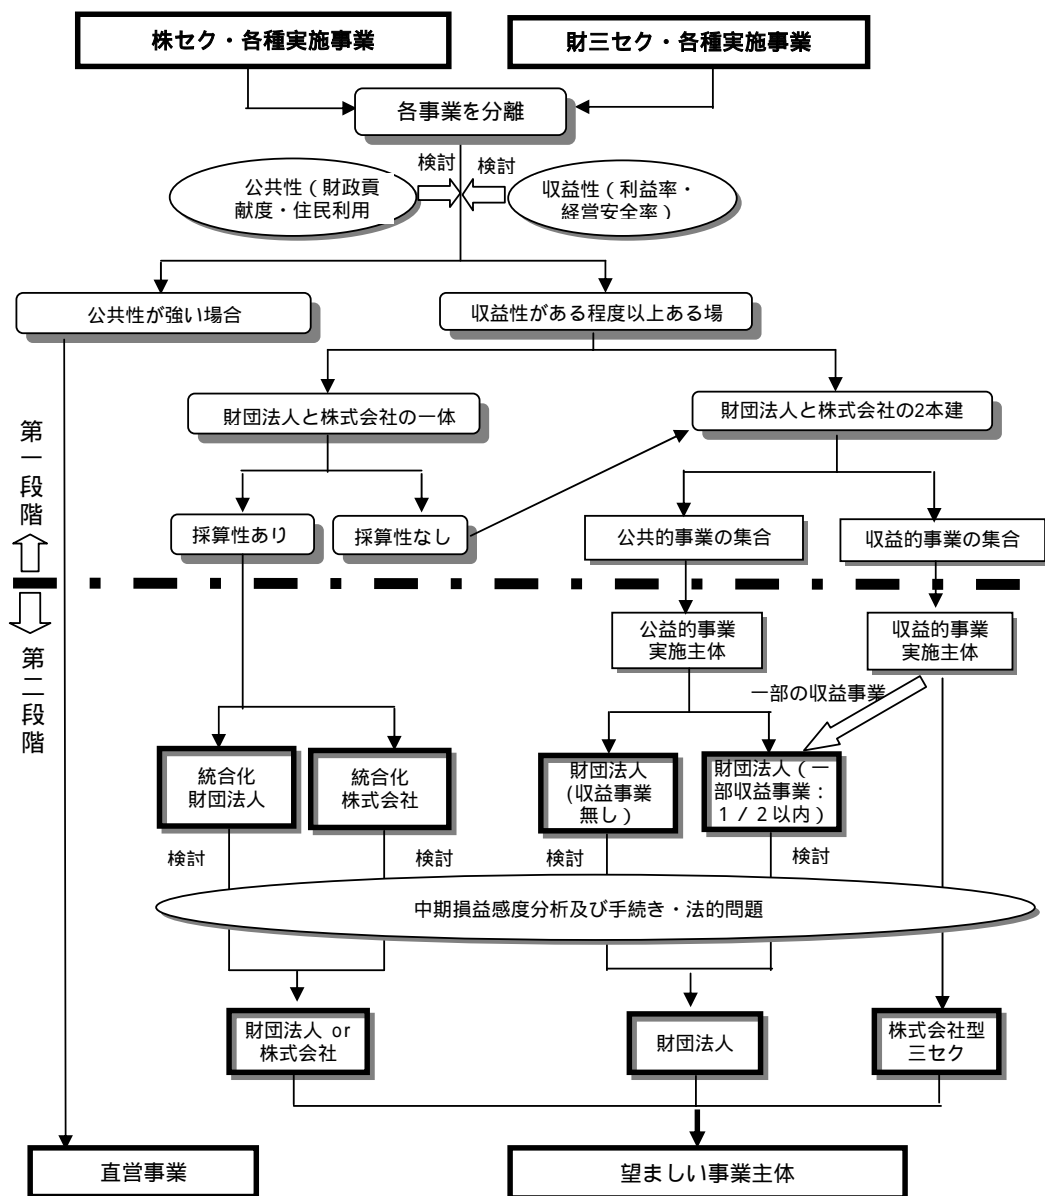 株セク・各種実施事業
財三セク・各種実施事業
各事業を分離
検討
検討
公共性（財政貢
献度・住民利用
収益性（利益率・
経営安全率）
公共性が強い場合
収益性がある程度以上ある場
財団法人と株式会社の一体
財団法人と株式会社の2本建
第一段階
採算性あり
採算性なし
公共的事業の集合
収益的事業の集合
第二段階
公益的事業
実施主体
収益的事業
実施主体
一部の収益事業
統合化
財団法人
統合化
株式会社
財団法人
(収益事業
無し）
財団法人（一
部収益事業：
１／２以内）
検討
検討
検討
検討
中期損益感度分析及び手続き・法的問題
財団法人 or
株式会社
財団法人
株式会社型
三セク
直営事業
望ましい事業主体